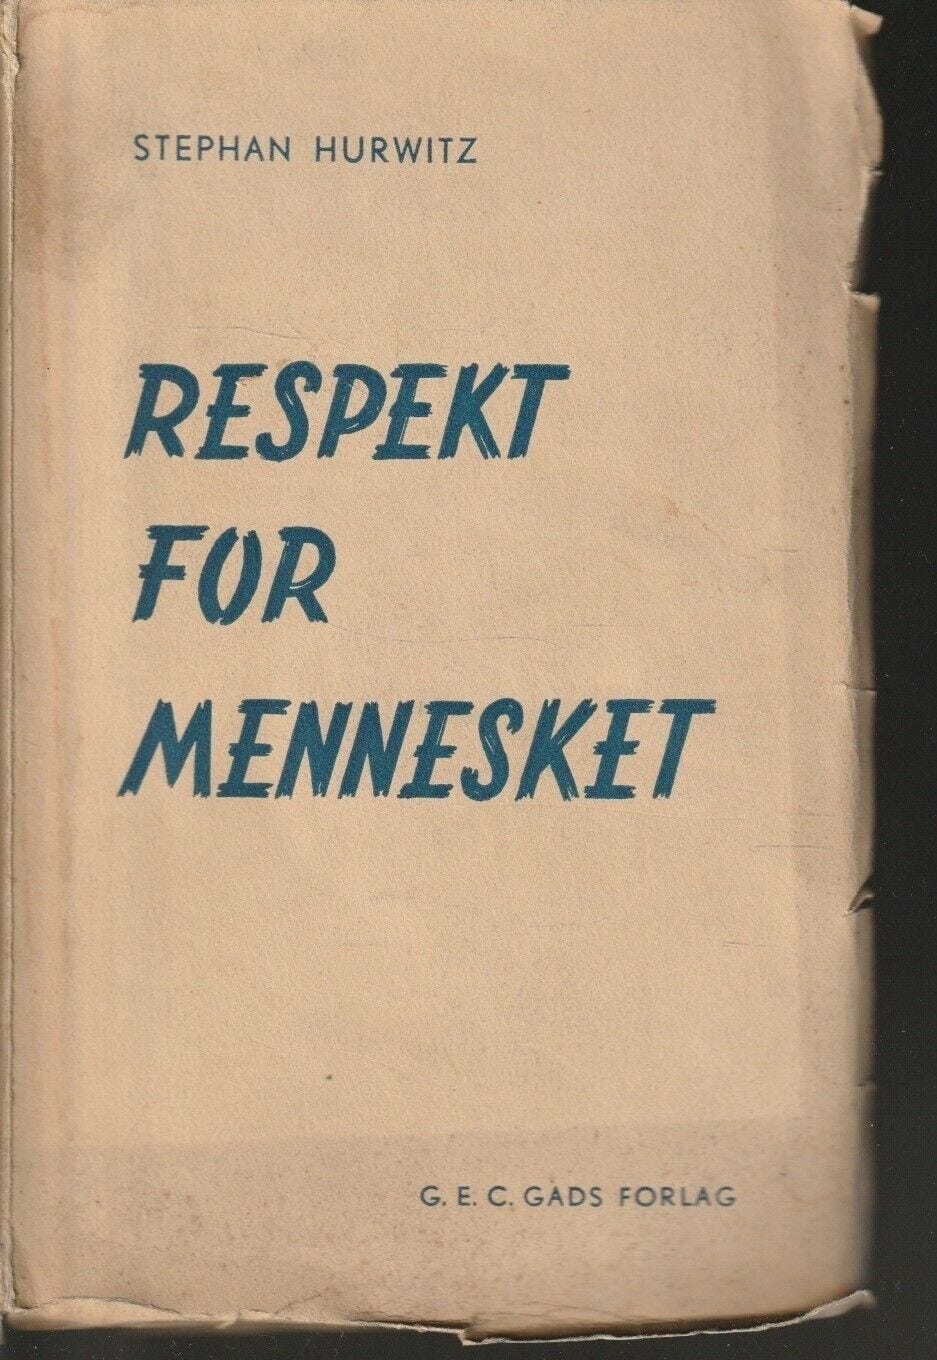 STEPHAN HURWITZ
RESPEKT
FOR
MENNESKET
G. E. C. GADS FORLAG